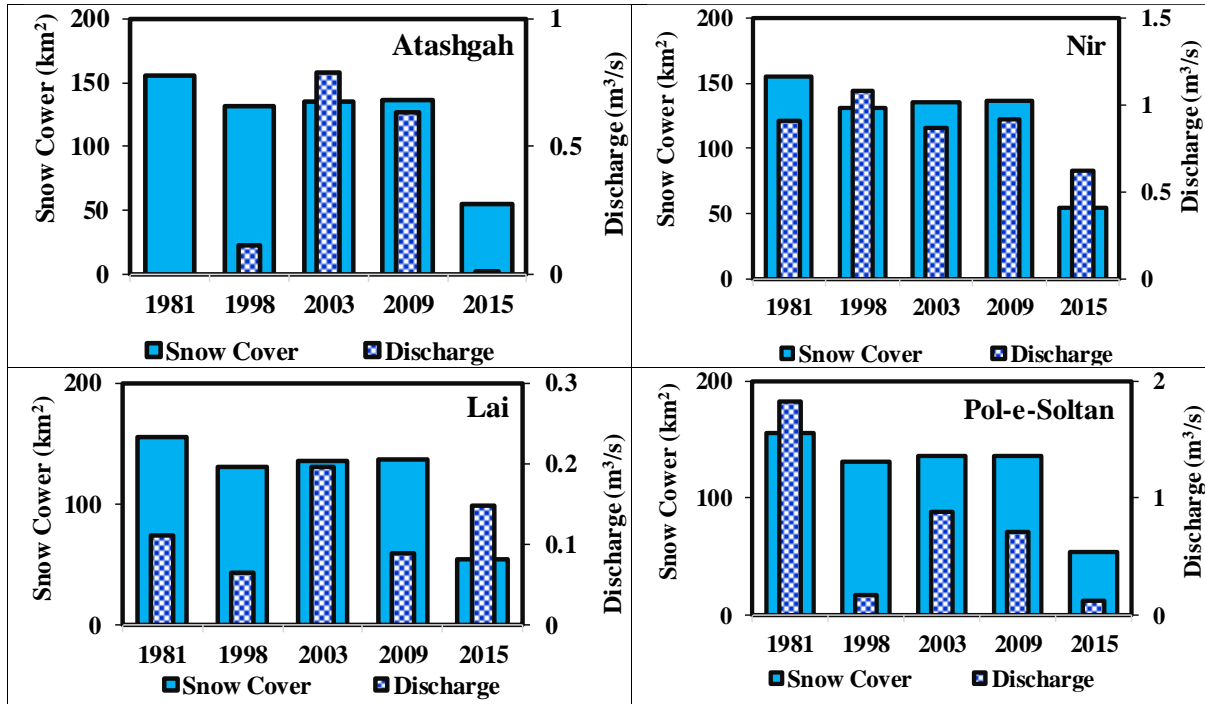 Atashgah
Snow Cower (km²)
200
150
100
50
0
1
0.5
0
Discharge (m³/s)
1981 1998 2003 2009 2015
Snow Cover Discharge
Nir
Snow Cower (km²)
200
150
100
50
0
1.5
1
0.5
0
Discharge (m³/s)
1981 1998 2003 2009 2015
Snow Cover Discharge
Lai
Snow Cower (km²)
200
100
0
0.3
0.2
0.1
0
Discharge (m³/s)
1981 1998 2003 2009 2015
Snow Cover Discharge
Pol-e-Soltan
Snow Cower (km²)
200
100
0
2
1
0
Discharge (m³/s)
1981 1998 2003 2009 2015
Snow Cover Discharge